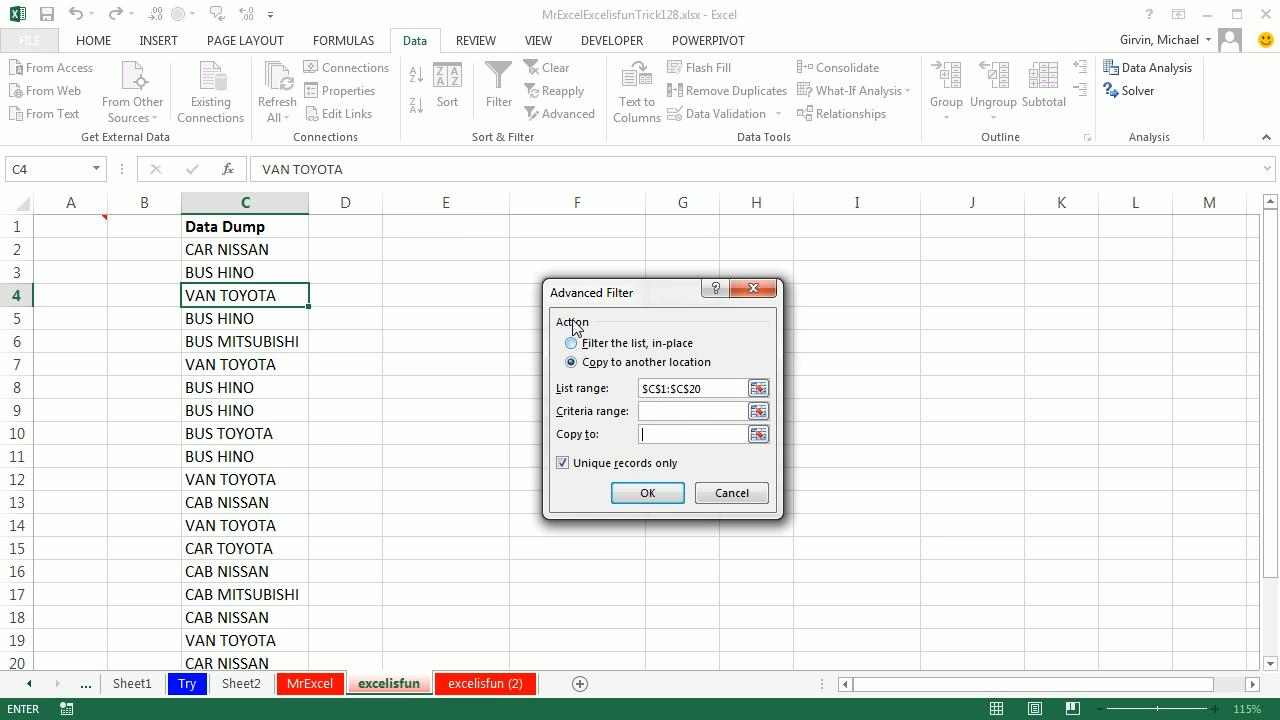 MrExcelExcelisfunTrick128.xlsx - Excel
FILE HOME INSERT PAGE LAYOUT FORMULAS Data REVIEW VIEW DEVELOPER POWERPIVOT Girvin, Michael
From Access
From Web
From Text
From Other Sources
Existing Connections
Get External Data
Refresh All
Connections
Properties
Edit Links
Connections
Sort
Filter
Clear
Reapply
Advanced
Sort & Filter
Text to Columns
Flash Fill
Remove Duplicates
Data Validation
Consolidate
What-If Analysis
Relationships
Data Tools
Group
Ungroup
Subtotal
Outline
Data Analysis
Solver
Analysis
C4 fx VAN TOYOTA
A B C D E F G H I J K L M
1 Data Dump
2 CAR NISSAN
3 BUS HINO
4 VAN TOYOTA
5 BUS HINO
6 BUS MITSUBISHI
7 VAN TOYOTA
8 BUS HINO
9 BUS HINO
10 BUS TOYOTA
11 BUS HINO
12 VAN TOYOTA
13 CAB NISSAN
14 VAN TOYOTA
15 CAR TOYOTA
16 CAB NISSAN
17 CAB MITSUBISHI
18 CAB NISSAN
19 VAN TOYOTA
20 CAR NISSAN
Advanced Filter
Action
Filter the list, in-place
Copy to another location
List range: $C$1:$C$20
Criteria range:
Copy to:
Unique records only
OK Cancel
... Sheet1 Try Sheet2 MrExcel excelisfun excelisfun (2)
ENTER 115%